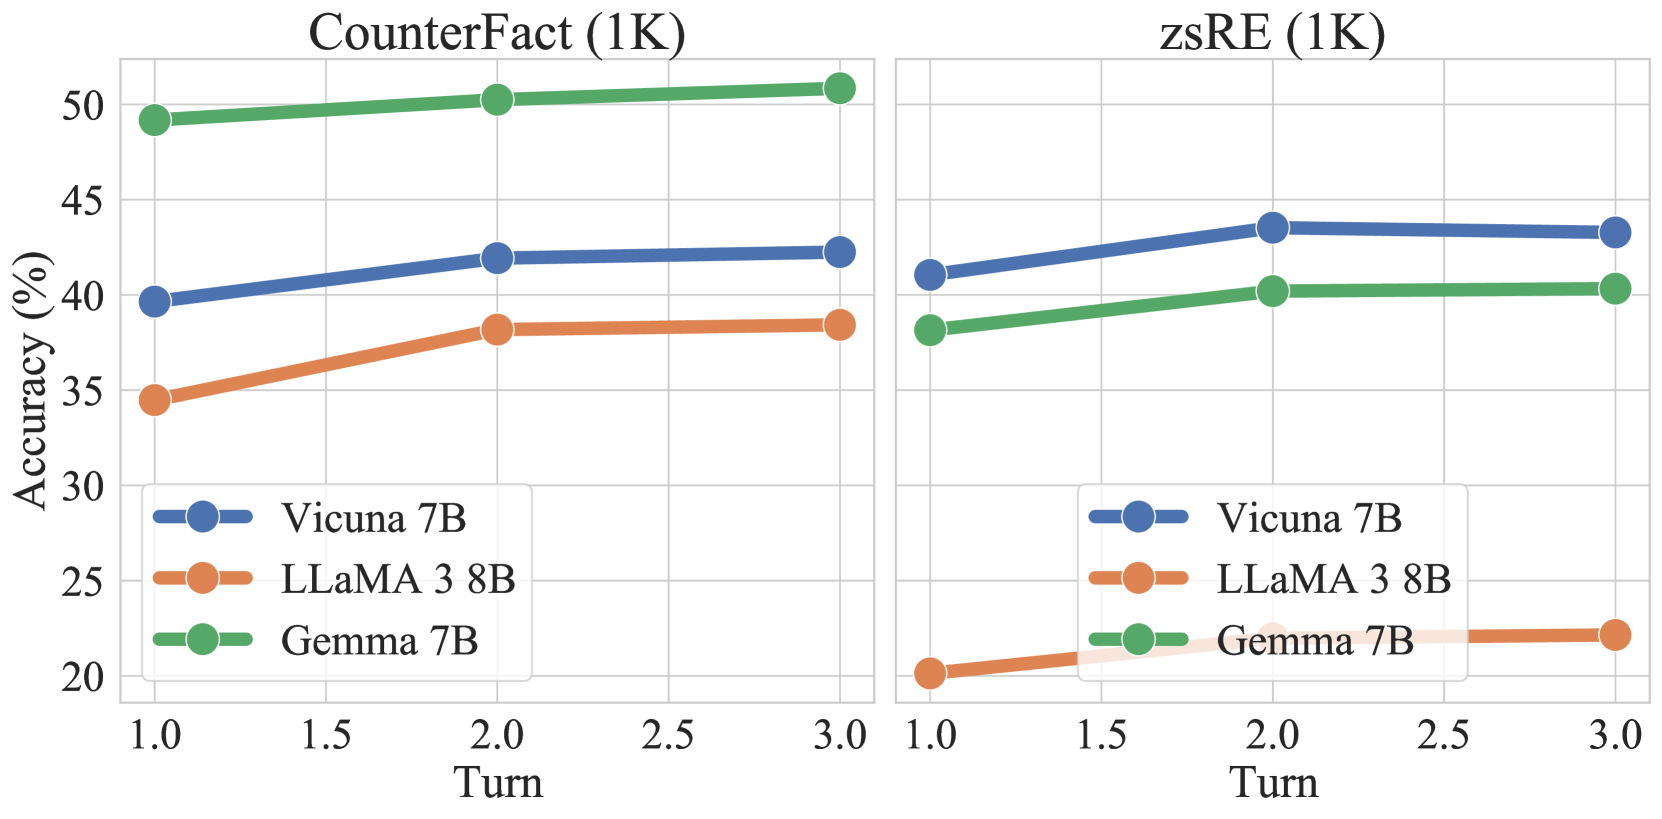 CounterFact (1K)
zsRE (1K)
Accuracy (%)
50
45
40
35
30
25
20
Vicuna 7B
LLaMA 3 8B
Gemma 7B
Vicuna 7B
LLaMA 3 8B
Gemma 7B
1.0 1.5 2.0 2.5 3.0
1.0 1.5 2.0 2.5 3.0
Turn
Turn